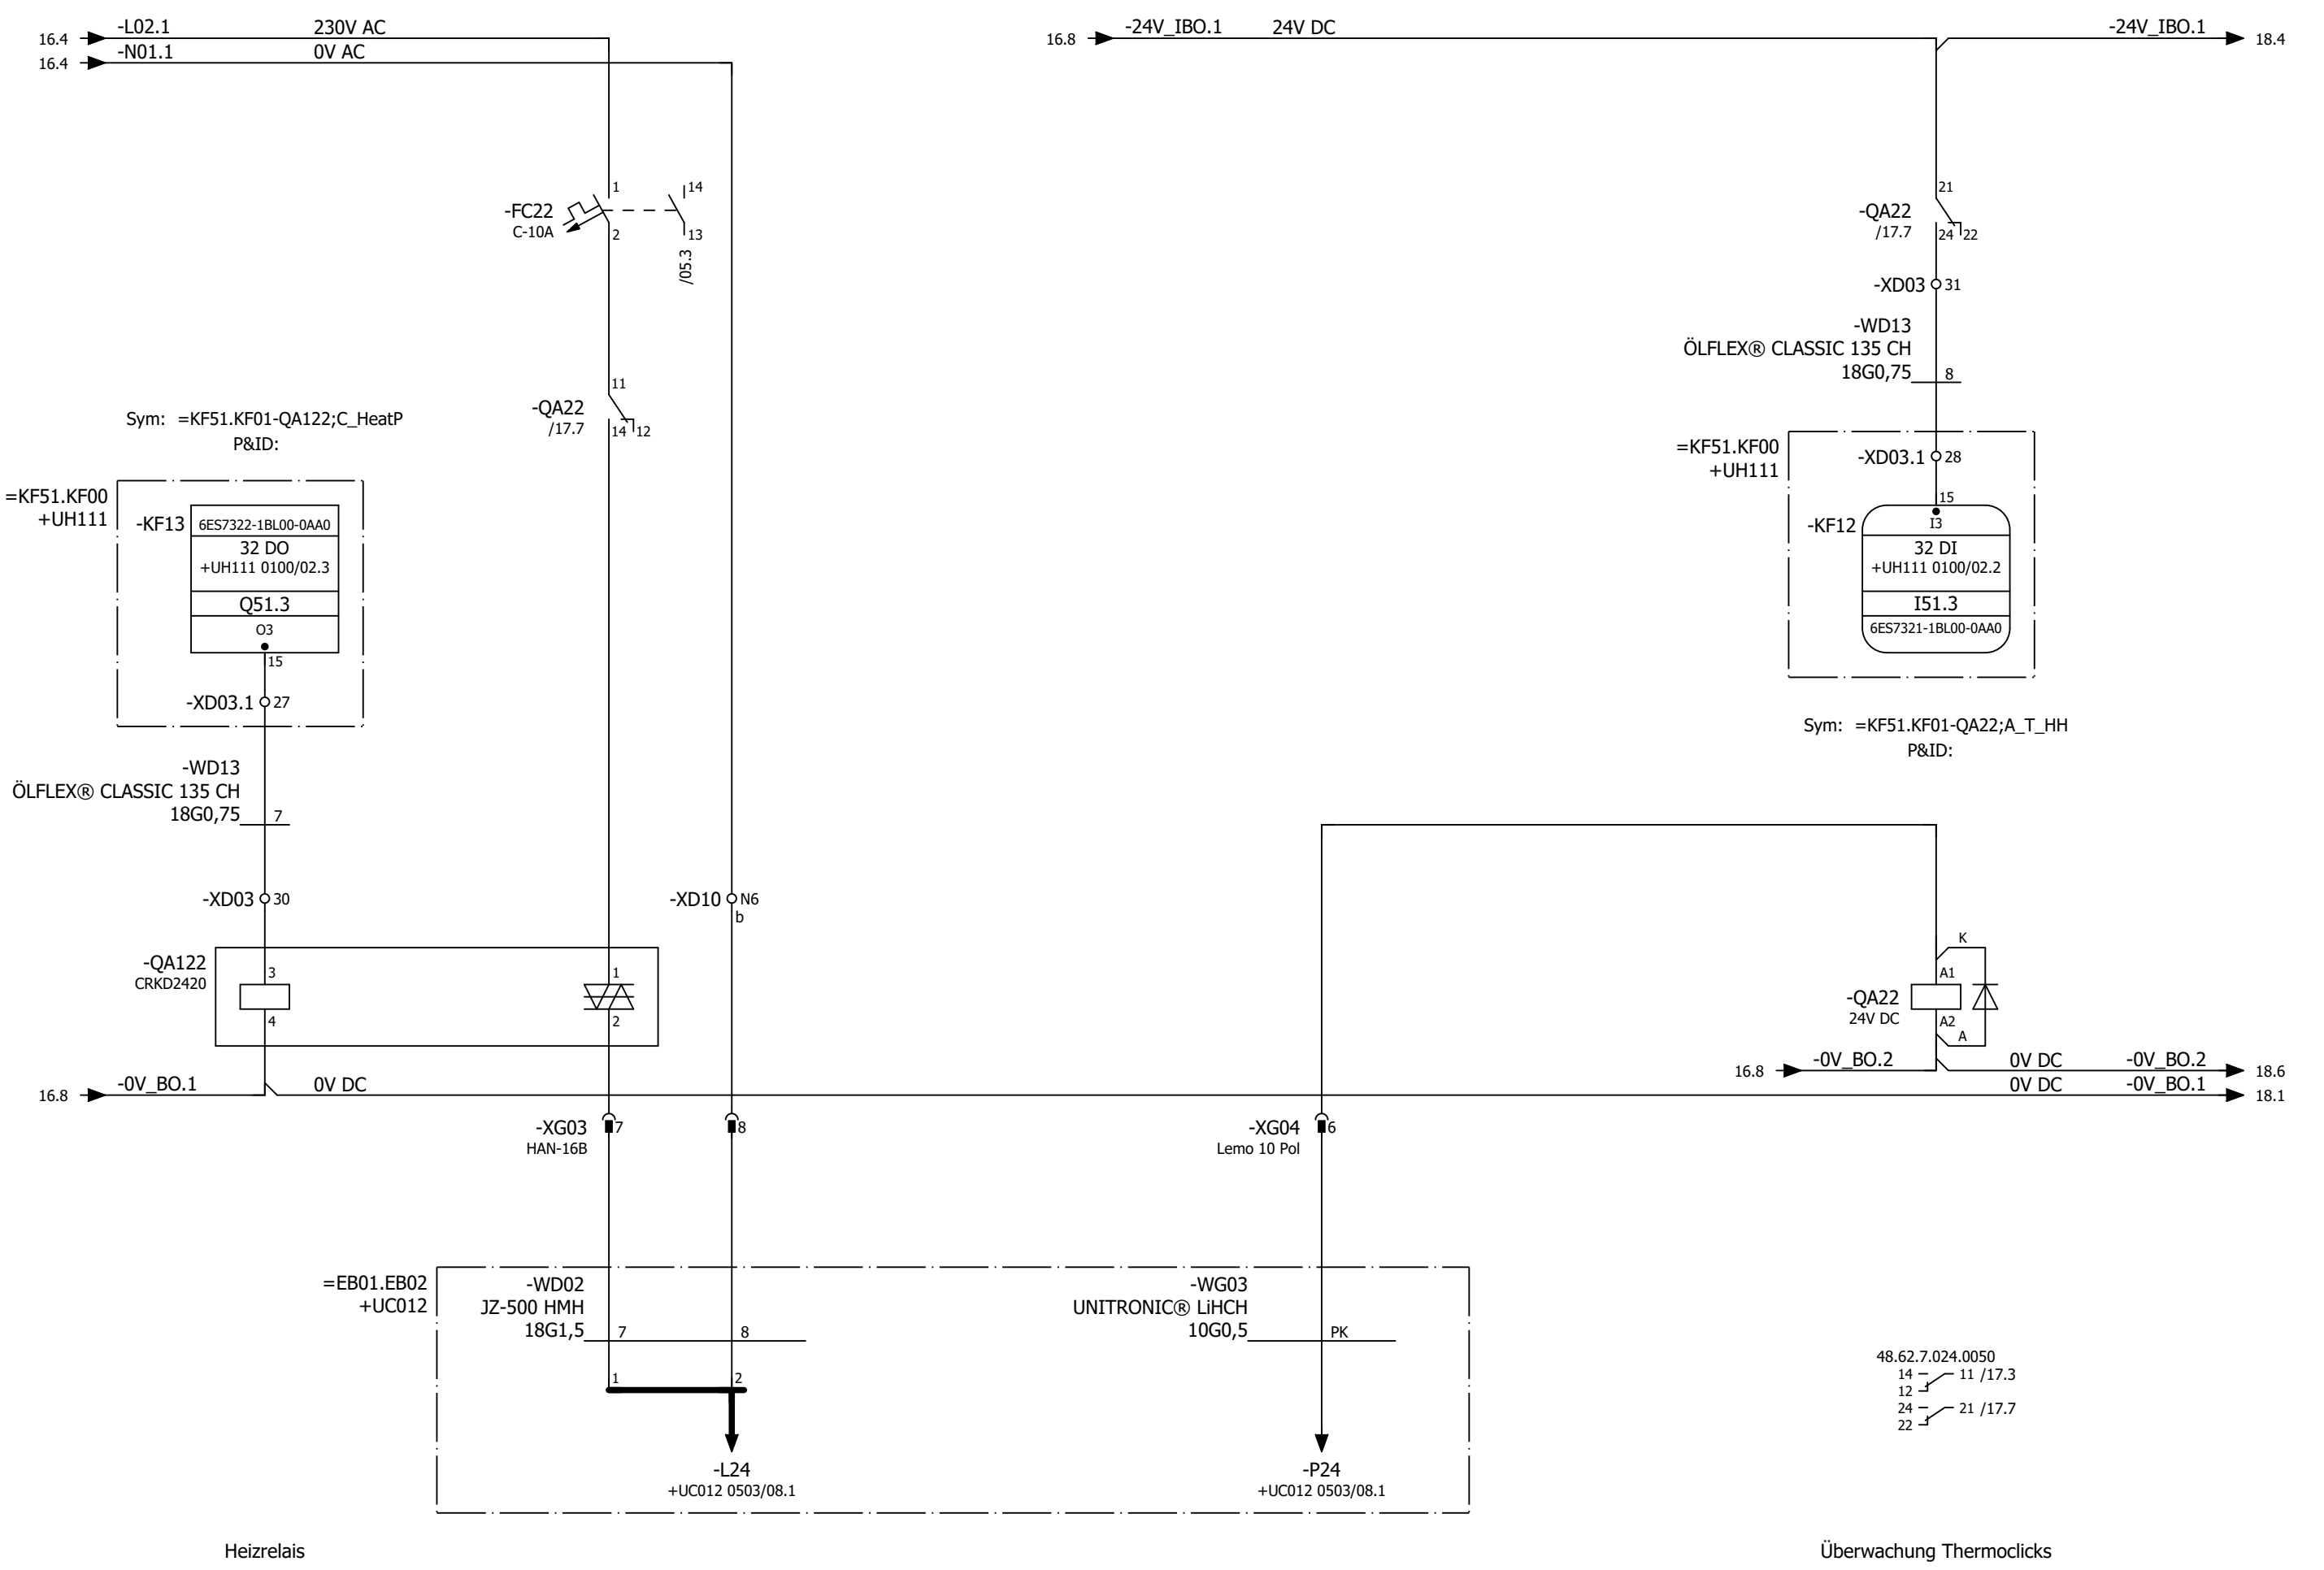 -L02.1 230V AC
16.4
-N01.1 0V AC
16.4
-24V_IBO.1 24V DC
16.8
-24V_IBO.1
18.4
1
14
-FC22
C-10A
2
13
/05.3
21
-QA22
/17.7
24 22
-XD03 31
-WD13
ÖLFLEX® CLASSIC 135 CH
18G0,75 8
11
-QA22
/17.7
14 12
Sym: =KF51.KF01-QA122;C_HeatP
P&ID:
=KF51.KF00
+UH111
-KF13
6ES7322-1BL00-0AA0
32 DO
+UH111 0100/02.3
Q51.3
O3
15
-XD03.1 27
-WD13
ÖLFLEX® CLASSIC 135 CH
18G0,75 7
-XD03 30
-XD10 N6
b
-QA122
CRKD2420
3
4
1
2
=KF51.KF00
+UH111
-XD03.1 28
15
-KF12
I3
32 DI
+UH111 0100/02.2
I51.3
6ES7321-1BL00-0AA0
Sym: =KF51.KF01-QA22;A_T_HH
P&ID:
K
A1
-QA22
24V DC
A2
A
16.8 -0V_BO.2 0V DC -0V_BO.2 18.6
16.8 -0V_BO.1 0V DC 0V DC -0V_BO.1 18.1
-XG03 7 8
HAN-16B
-XG04 6
Lemo 10 Pol
=EB01.EB02
+UC012
-WD02
JZ-500 HMH
18G1,5 7 8
1 2
-L24
+UC012 0503/08.1
-WG03
UNITRONIC® LiHCH
10G0,5 PK
-P24
+UC012 0503/08.1
48.62.7.024.0050
14 11 /17.3
12
24 21 /17.7
22
Heizrelais
Überwachung Thermoclicks